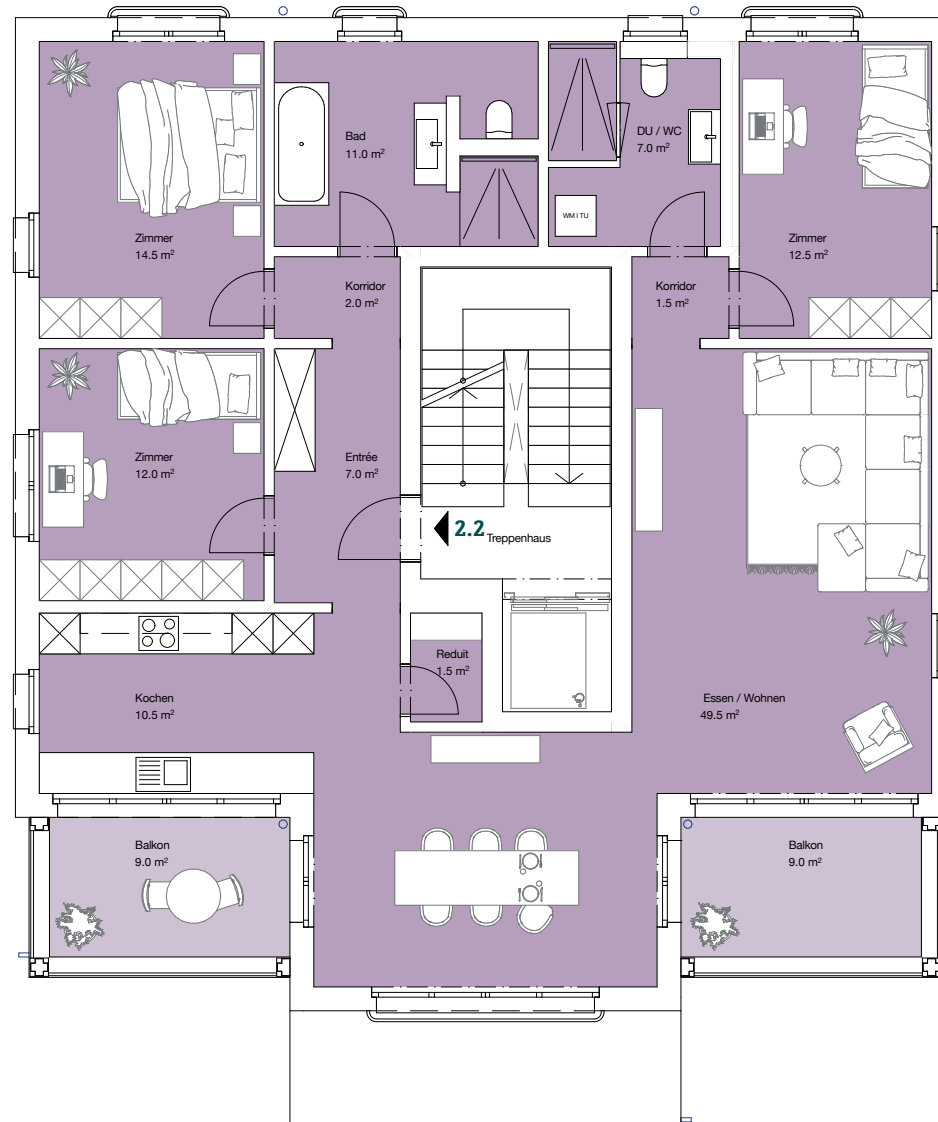 Bad
11.0 m²
DU / WC
7.0 m²
WM I TU
Zimmer
14.5 m²
Zimmer
12.5 m²
Korridor
2.0 m²
Korridor
1.5 m²
Zimmer
12.0 m²
Entrée
7.0 m²
2.2 Treppenhaus
Reduit
1.5 m²
Kochen
10.5 m²
Essen / Wohnen
49.5 m²
Balkon
9.0 m²
Balkon
9.0 m²